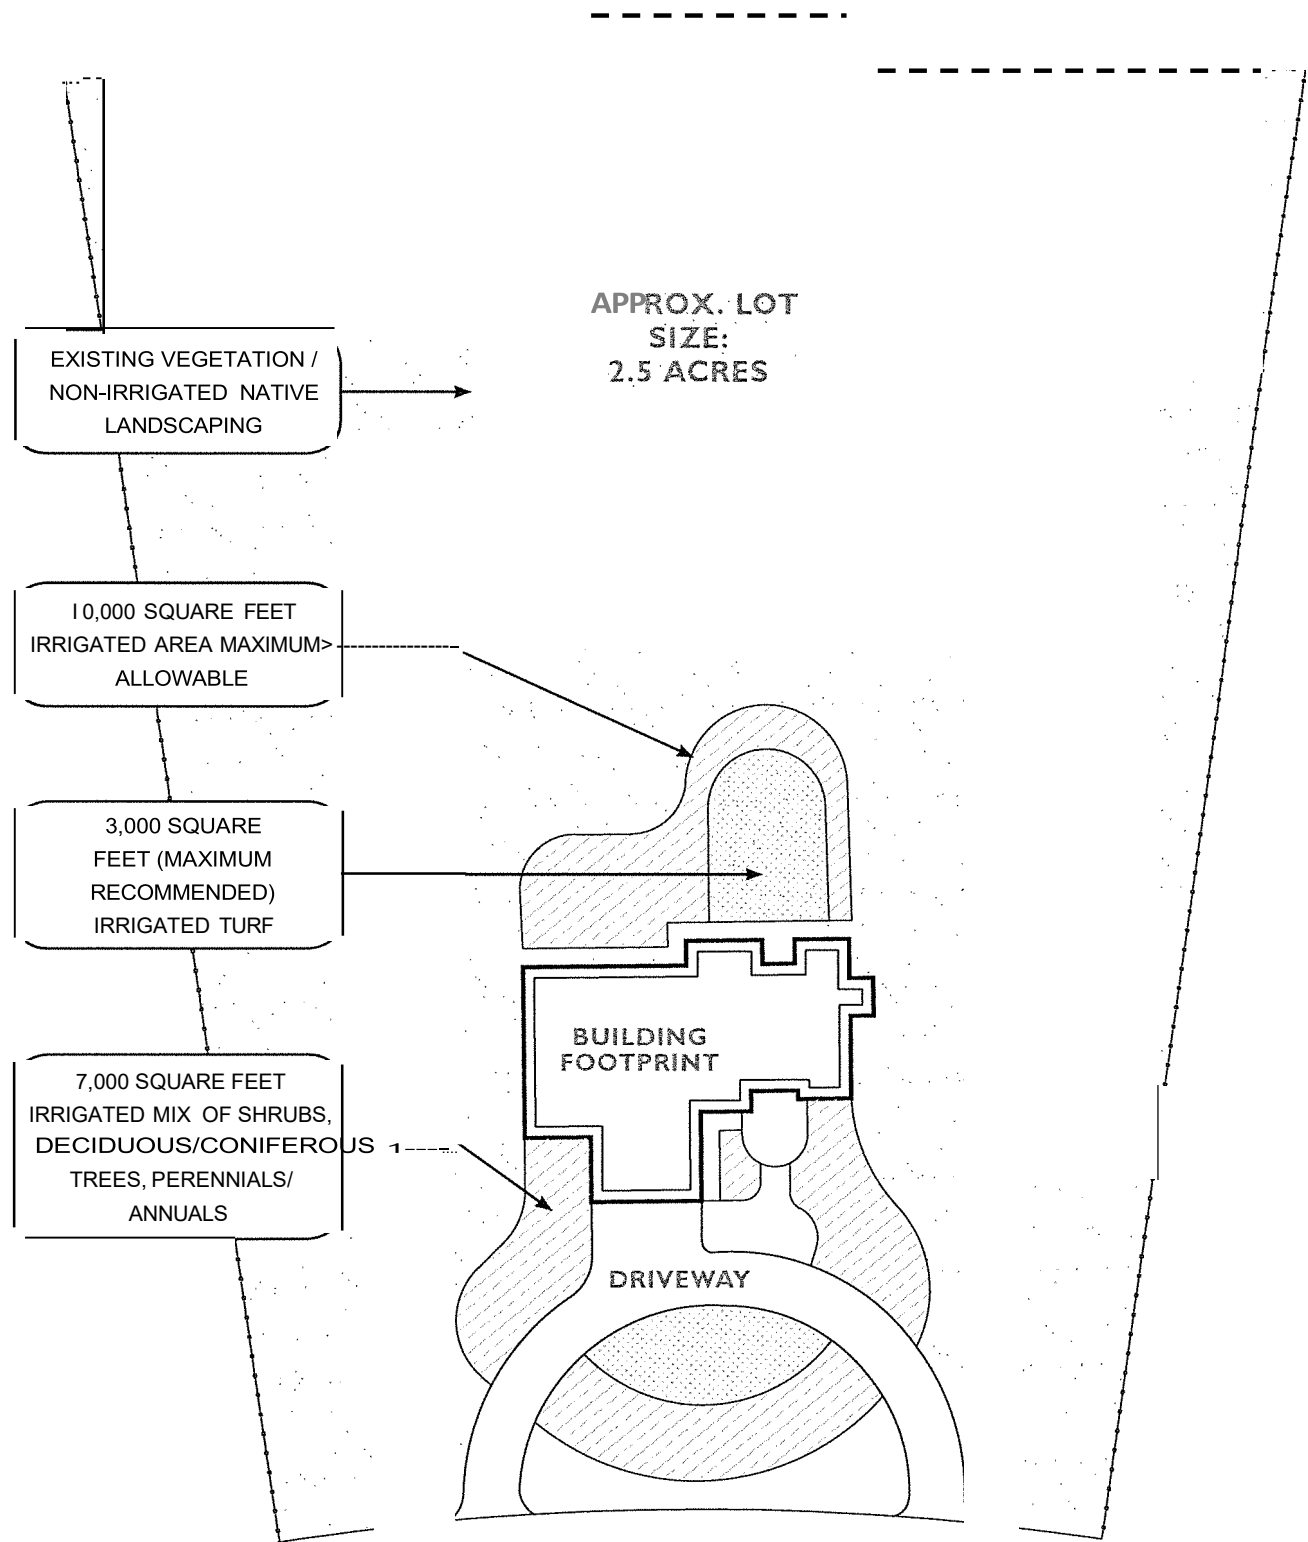 APPROX. LOT
SIZE:
2.5 ACRES
EXISTING VEGETATION /
NON-IRRIGATED NATIVE
LANDSCAPING
I 0,000 SQUARE FEET
IRRIGATED AREA MAXIMUM>
ALLOWABLE
3,000 SQUARE
FEET (MAXIMUM
RECOMMENDED)
IRRIGATED TURF
BUILDING
FOOTPRINT
7,000 SQUARE FEET
IRRIGATED MIX OF SHRUBS,
DECIDUOUS/CONIFEROUS 1
TREES, PERENNIALS/
ANNUALS
DRIVEWAY